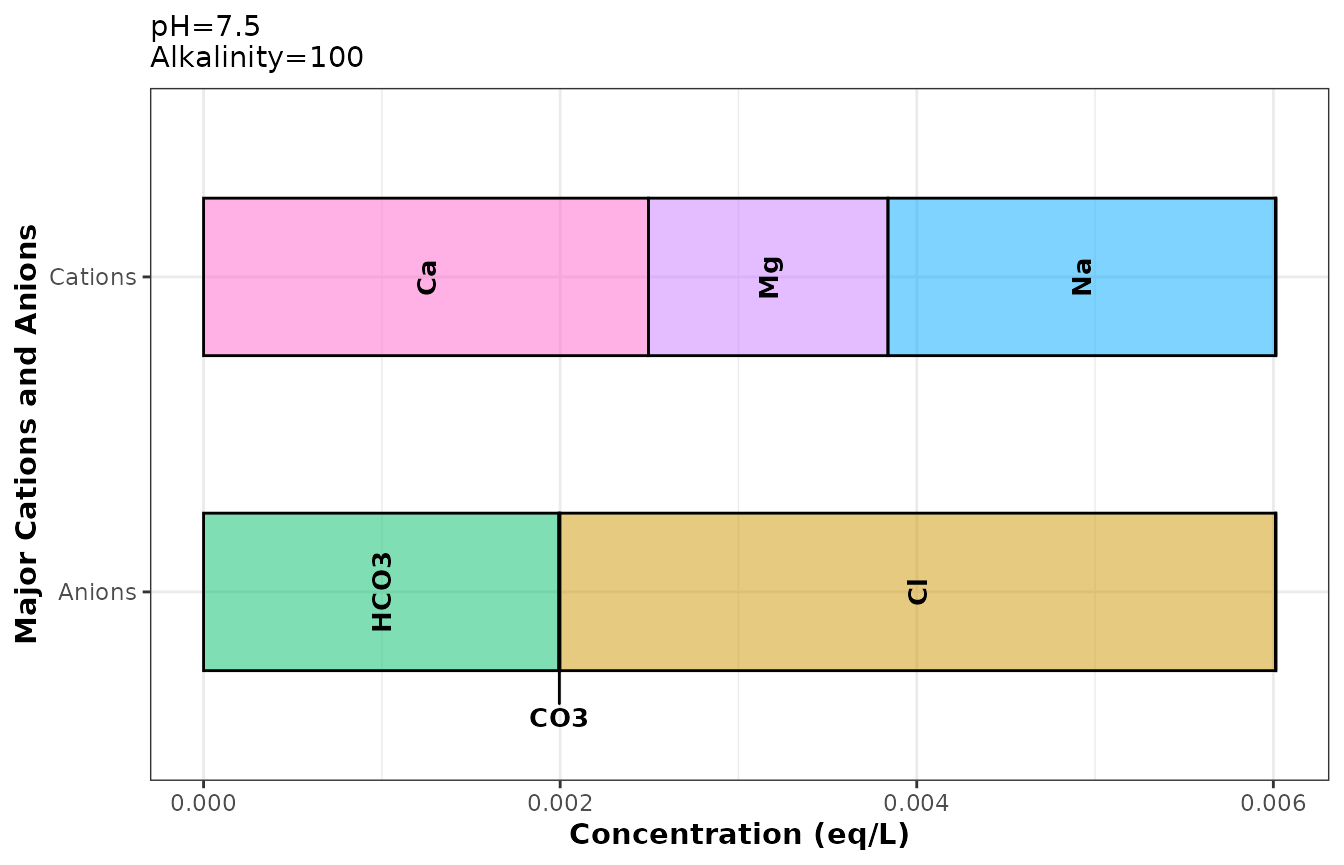 pH=7.5
Alkalinity=100
Major Cations and Anions
Cations
Ca
Mg
Na
Anions
HCO3
Cl
CO3
0.000
0.002
0.004
0.006
Concentration (eq/L)